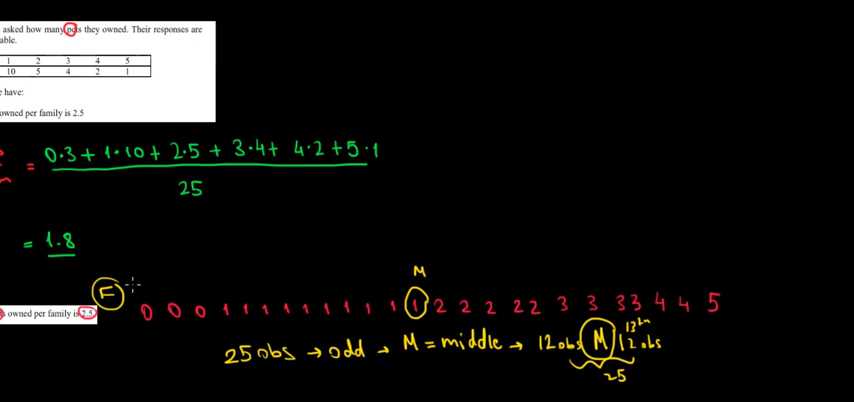 asked how many pets they owned. Their responses are
able.
1 2 3 4 5
10 5 4 2 1
e have:
owned per family is 2.5
= 0·3 + 1·10 + 2·5 + 3·4 + 4·2 + 5·1
25
= 1.8
M
F
0 0 0 1 1 1 1 1 1 1 1 1 1 2 2 2 2 2 3 3 3 3 4 4 5
s owned per family is 2.5
25 obs → odd → M = middle → 12 obs M 12 obs
13th
25